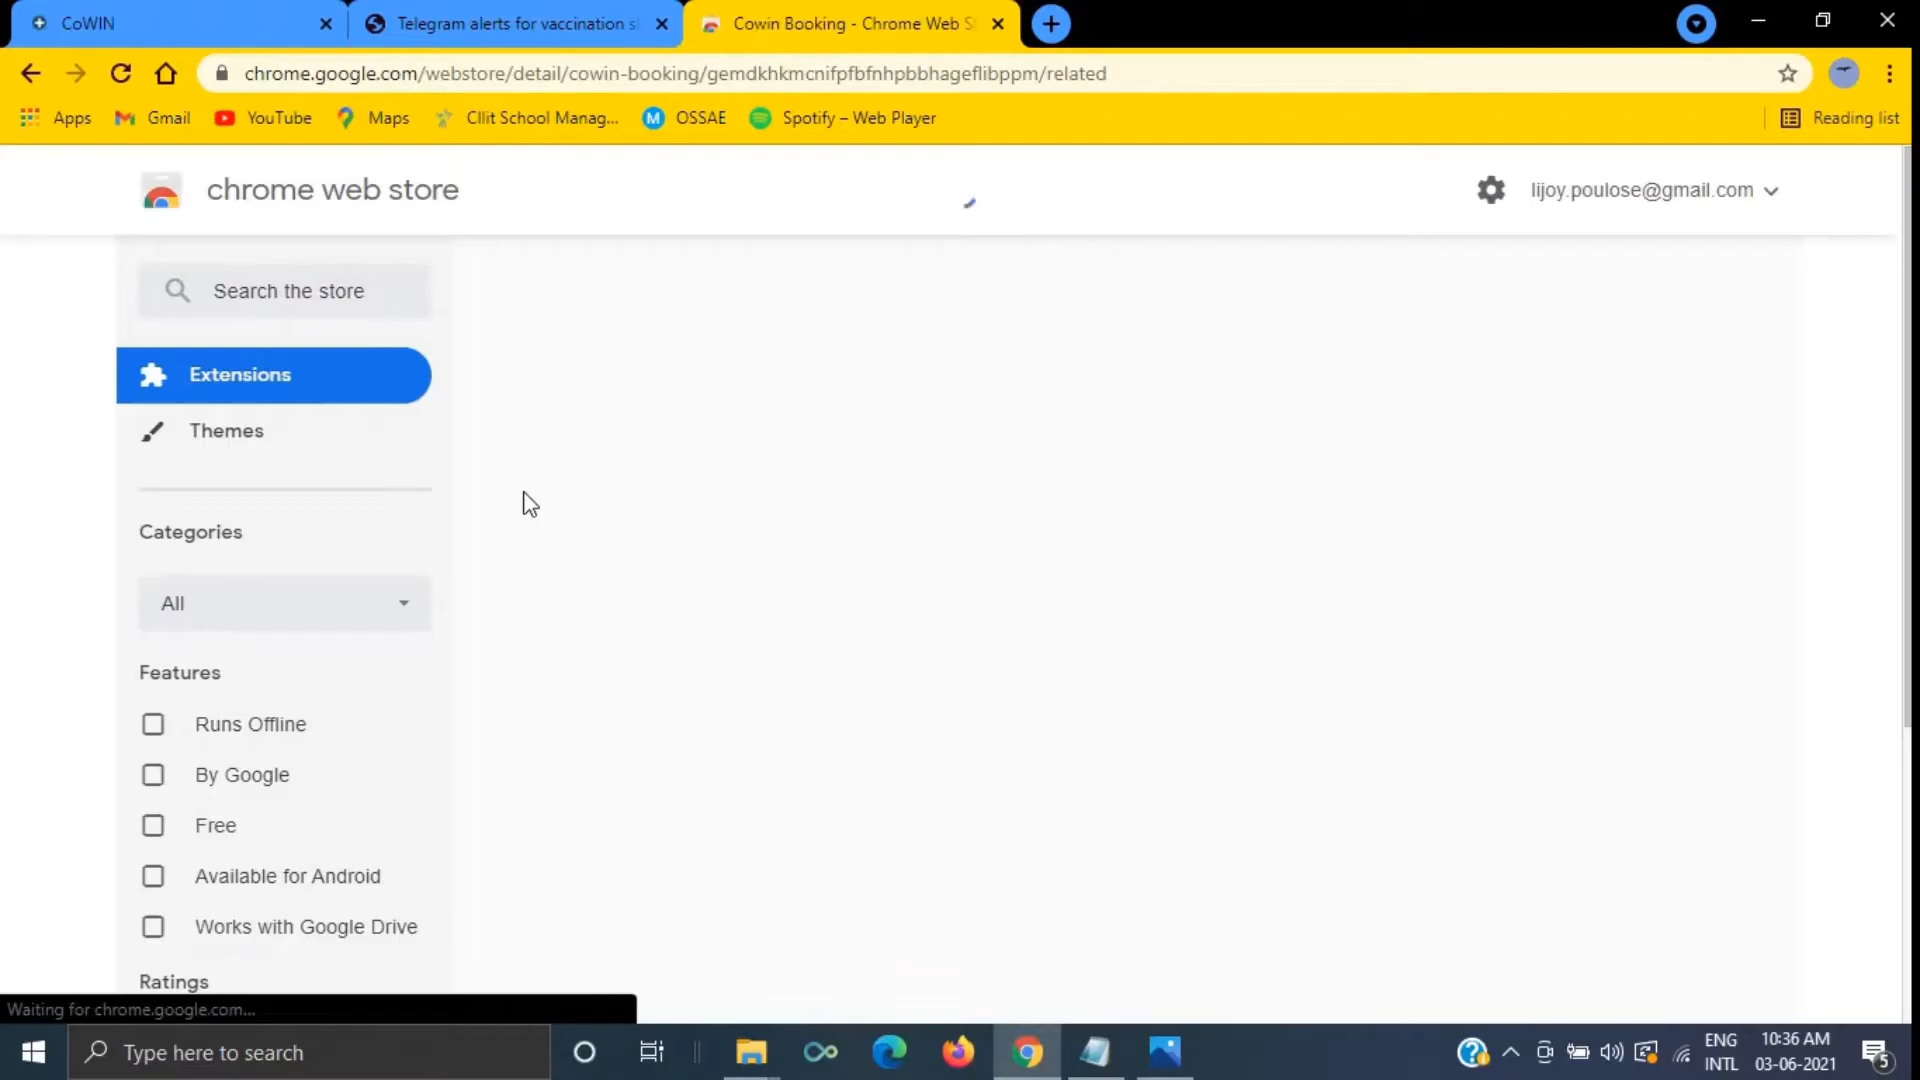 CoWIN
Telegram alerts for vaccination s
Cowin Booking - Chrome Web S
chrome.google.com/webstore/detail/cowin-booking/gemdkhkmcnifpfbfnhpbbhageflibppm/related
Apps
Gmail
YouTube
Maps
Cllit School Manag...
M OSSAE
Spotify – Web Player
Reading list
chrome web store
lijoy.poulose@gmail.com
Search the store
Extensions
Themes
Categories
All
Features
Runs Offline
By Google
Free
Available for Android
Works with Google Drive
Ratings
Waiting for chrome.google.com...
Type here to search
ENG
INTL
10:36 AM
03-06-2021
5